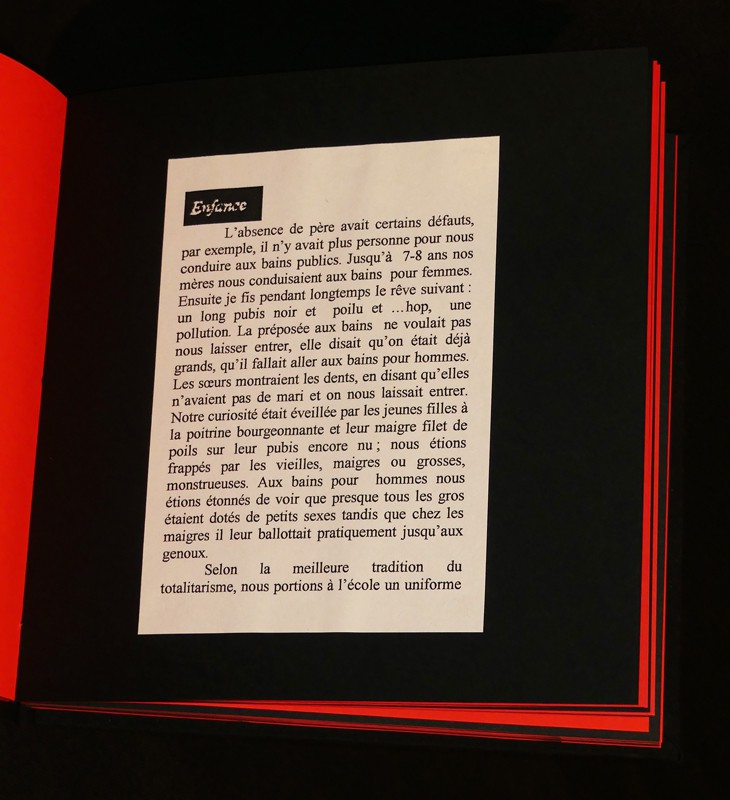 Enfance
L'absence de père avait certains défauts,
par exemple, il n'y avait plus personne pour nous
conduire aux bains publics. Jusqu'à 7-8 ans nos
mères nous conduisaient aux bains pour femmes.
Ensuite je fis pendant longtemps le rêve suivant :
un long pubis noir et poilu et ...hop, une
pollution. La préposée aux bains ne voulait pas
nous laisser entrer, elle disait qu'on était déjà
grands, qu'il fallait aller aux bains pour hommes.
Les sœurs montraient les dents, en disant qu'elles
n'avaient pas de mari et on nous laissait entrer.
Notre curiosité était éveillée par les jeunes filles à
la poitrine bourgeonnante et leur maigre filet de
poils sur leur pubis encore nu ; nous étions
frappés par les vieilles, maigres ou grosses,
monstrueuses. Aux bains pour hommes nous
étions étonnés de voir que presque tous les gros
étaient dotés de petits sexes tandis que chez les
maigres il leur ballottait pratiquement jusqu'aux
genoux.
Selon la meilleure tradition du
totalitarisme, nous portions à l'école un uniforme